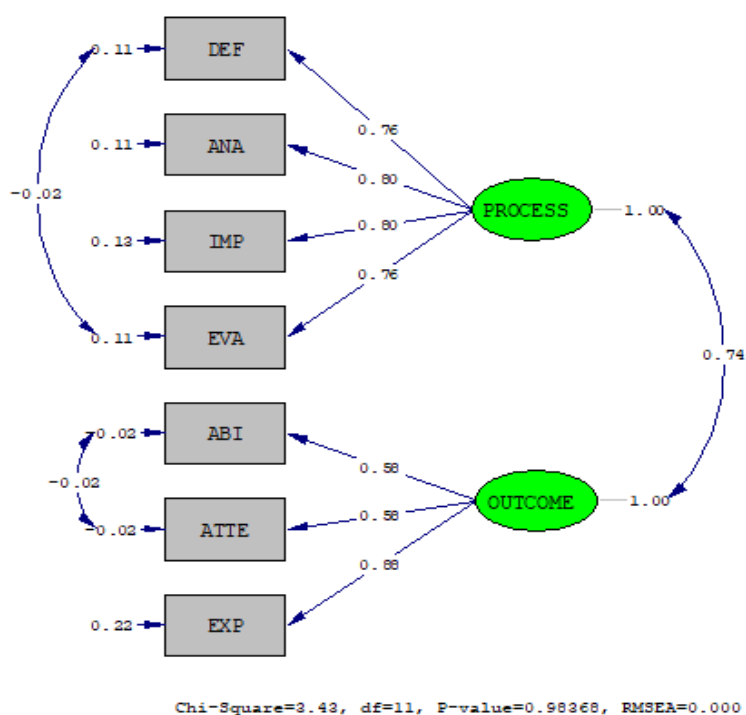 0.11 DEF
0.76
0.11 ANA
0.80
-0.02
PROCESS 1.00
0.13 IMP
0.80
0.76
0.11 EVA
0.74
-0.02 ABI
0.58
-0.02
OUTCOME 1.00
0.58
-0.02 ATTE
0.88
0.22 EXP
Chi-Square=3.43, df=11, P-value=0.98368, RMSEA=0.000